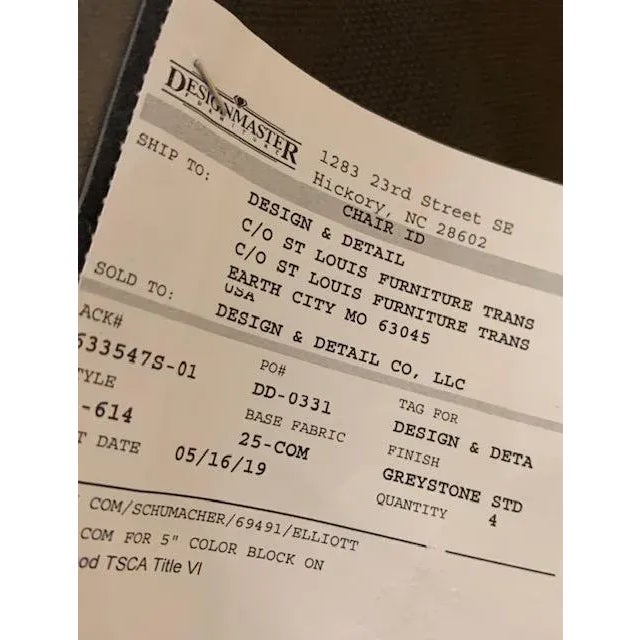 DESIGNMASTER
FURNITURE
1283 23rd Street SE
Hickory, NC 28602
CHAIR ID
SHIP TO:
DESIGN & DETAIL
C/O ST LOUIS FURNITURE TRANS
C/O ST LOUIS FURNITURE TRANS
EARTH CITY MO 63045
USA
SOLD TO:
DESIGN & DETAIL CO, LLC
ACK#
533547S-01
PO#
DD-0331
TAG FOR
DESIGN & DETA
TYLE
-614
BASE FABRIC
25-COM
FINISH
GREYSTONE STD
T DATE
05/16/19
QUANTITY
4
COM/SCHUMACHER/69491/ELLIOTT
COM FOR 5" COLOR BLOCK ON
od TSCA Title VI